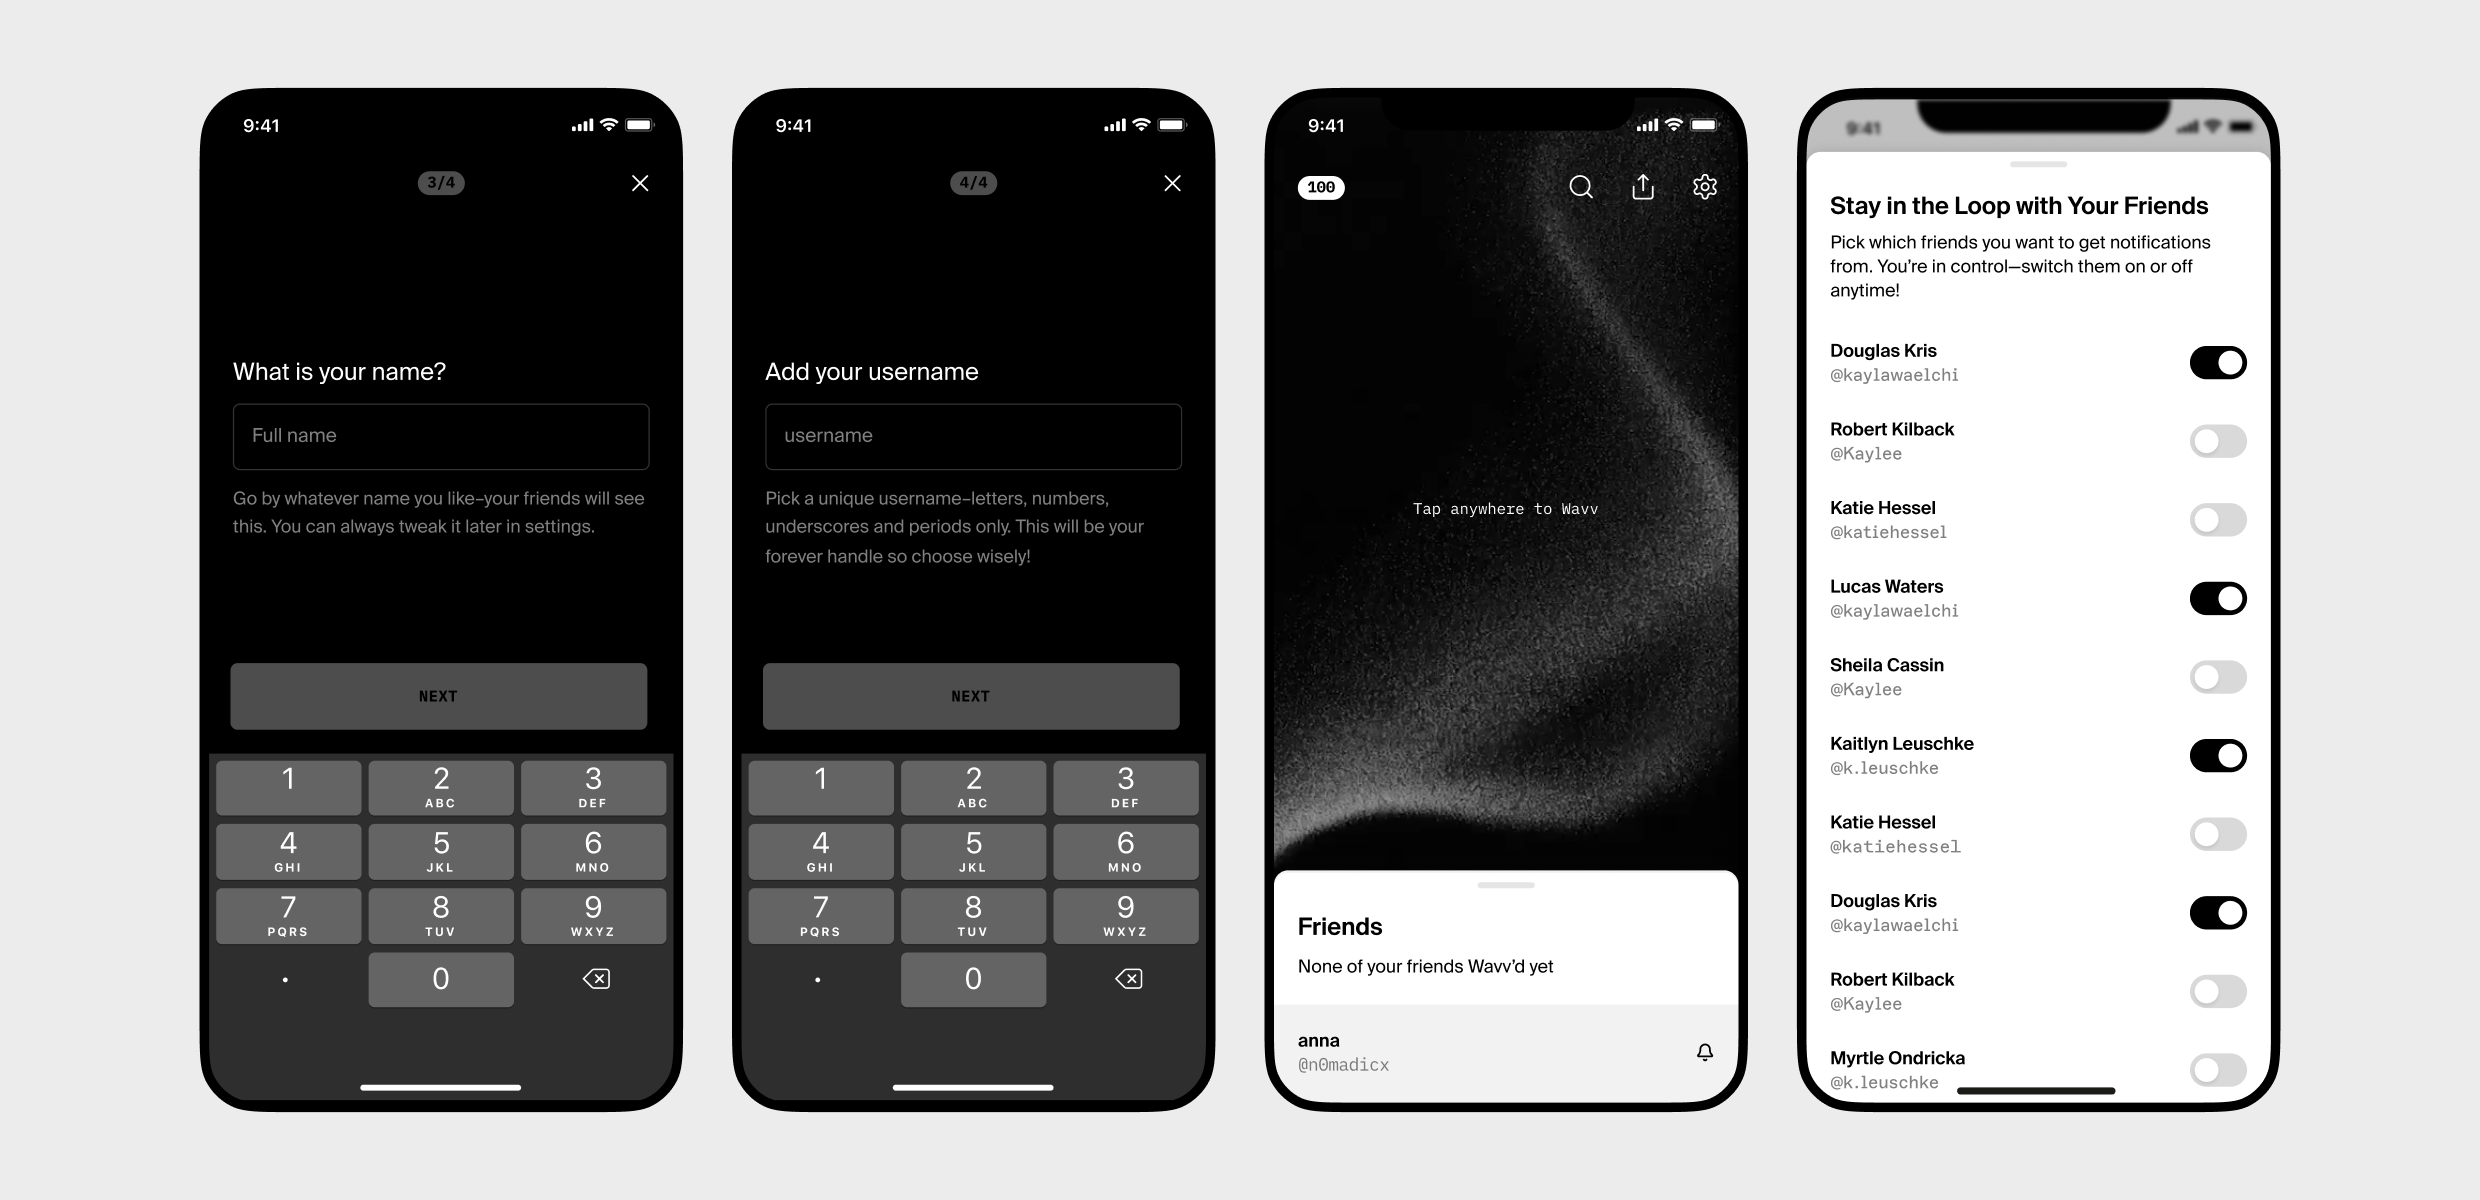 9:41
3/4
What is your name?
Full name
Go by whatever name you like–your friends will see
this. You can always tweak it later in settings.
NEXT
1
2
ABC
3
DEF
4
GHI
5
JKL
6
MNO
7
PQRS
8
TUV
9
WXYZ
.
0
9:41
4/4
Add your username
username
Pick a unique username–letters, numbers,
underscores and periods only. This will be your
forever handle so choose wisely!
NEXT
1
2
ABC
3
DEF
4
GHI
5
JKL
6
MNO
7
PQRS
8
TUV
9
WXYZ
.
0
9:41
100
Tap anywhere to Wavv
Friends
None of your friends Wavv’d yet
anna
@n0madicx
9:41
Stay in the Loop with Your Friends
Pick which friends you want to get notifications
from. You’re in control—switch them on or off
anytime!
Douglas Kris
@kaylawaelchi
Robert Kilback
@Kaylee
Katie Hessel
@katiehessel
Lucas Waters
@kaylawaelchi
Sheila Cassin
@Kaylee
Kaitlyn Leuschke
@k.leuschke
Katie Hessel
@katiehessel
Douglas Kris
@kaylawaelchi
Robert Kilback
@Kaylee
Myrtle Ondricka
@k.leuschke